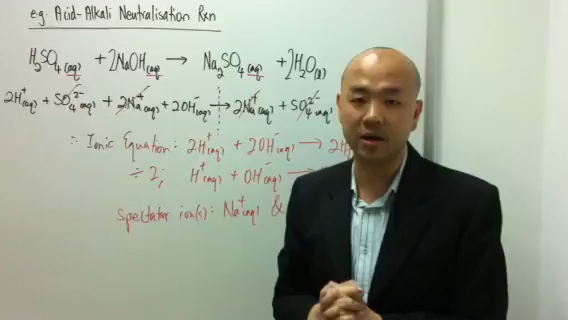 e.g. Acid-Alkali Neutralisation Rxn
H₂SO₄(aq) + 2NaOH(aq) → Na₂SO₄(aq) + 2H₂O(l)
2H⁺(aq) + SO₄²⁻(aq) + 2Na⁺(aq) + 2OH⁻(aq) → 2Na⁺(aq) + SO₄²⁻(aq)
∴ Ionic Equation: 2H⁺(aq) + 2OH⁻(aq) → 2H
÷ 2; H⁺(aq) + OH⁻(aq) →
Spectator ion(s): Na⁺(aq) &